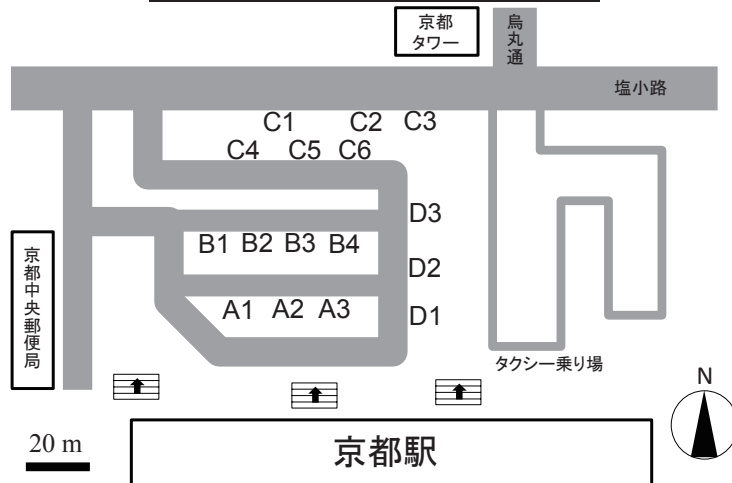 京都
タワー
烏丸通
塩小路
C1 C2 C3
C4 C5 C6
D3
B1 B2 B3 B4
D2
A1 A2 A3
D1
京都中央郵便局
タクシー乗り場
N
20 m
京都駅